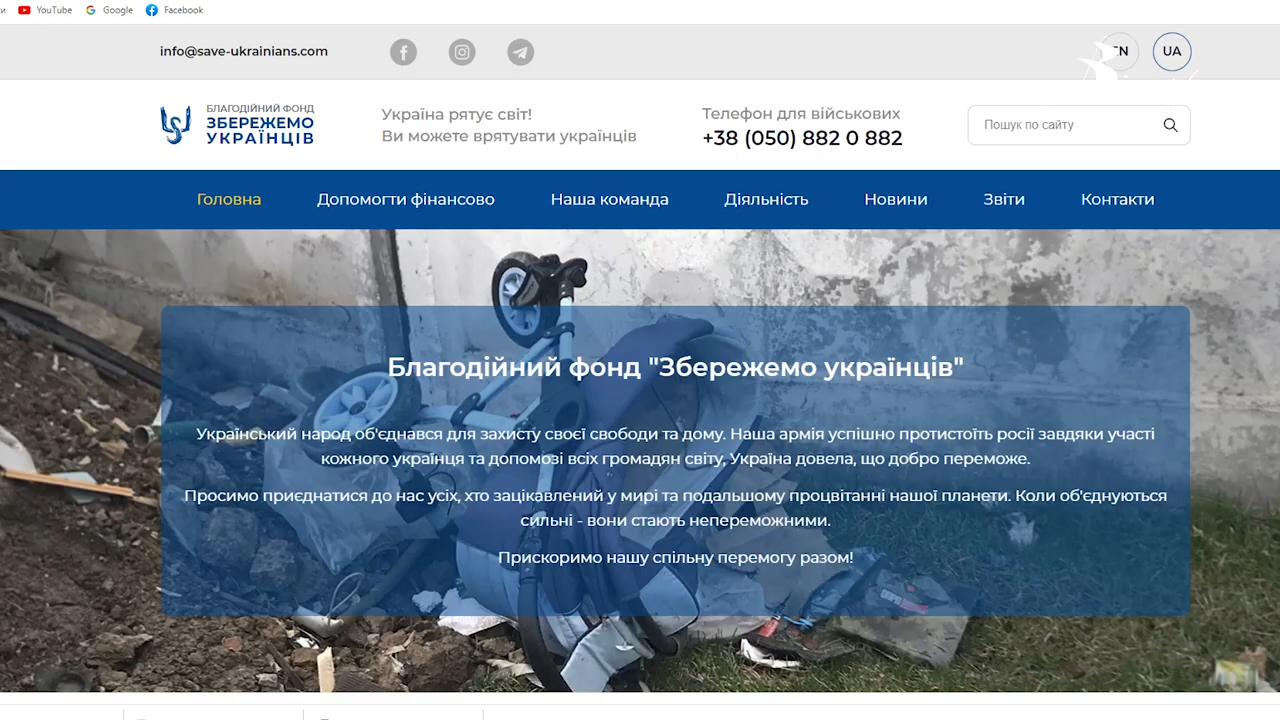 YouTube
Google
Facebook
info@save-ukrainians.com
UA
БЛАГОДІЙНИЙ ФОНД
ЗБЕРЕЖЕМО
УКРАЇНЦІВ
Україна рятує світ!
Ви можете врятувати українців
Телефон для військових
+38 (050) 882 0 882
Пошук по сайту
Головна
Допомогти фінансово
Наша команда
Діяльність
Новини
Звіти
Контакти
Благодійний фонд "Збережемо українців"
Український народ об'єднався для захисту своєї свободи та дому. Наша армія успішно протистоїть росії завдяки участі
кожного українця та допомозі всіх громадян світу, Україна довела, що добро переможе.
Просимо приєднатися до нас усіх, хто зацікавлений у мирі та подальшому процвітанні нашої планети. Коли об'єднуються
сильні - вони стають непереможними.
Прискоримо нашу спільну перемогу разом!